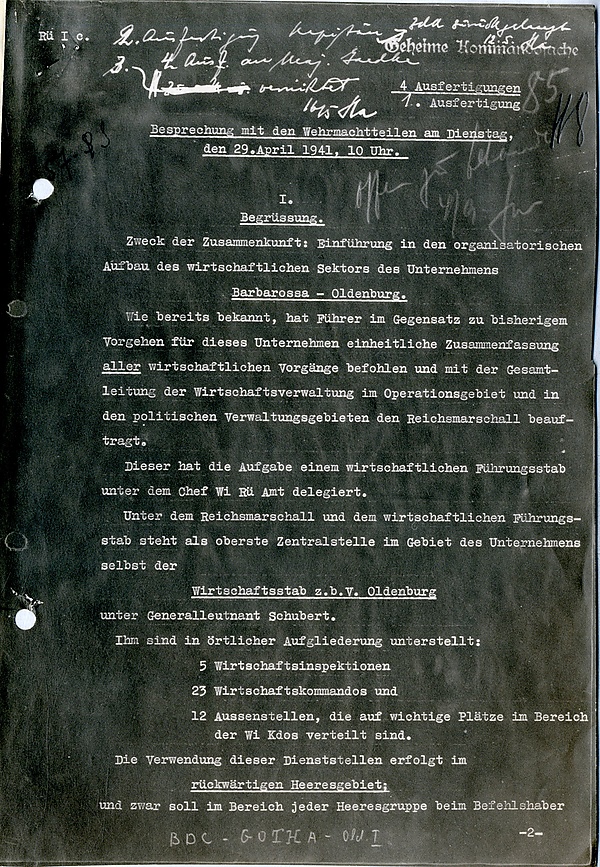 Rü I c.
2. Ausfertigung
Geheime Kommandosache
3. 4. Ausf. an Maj.
vernichtet
4 Ausfertigungen
1. Ausfertigung
85
118
Besprechung mit den Wehrmachtteilen am Dienstag,
den 29.April 1941, 10 Uhr.
I.
Begrüssung.
Zweck der Zusammenkunft: Einführung in den organisatorischen
Aufbau des wirtschaftlichen Sektors des Unternehmens
Barbarossa - Oldenburg.
Wie bereits bekannt, hat Führer im Gegensatz zu bisherigem
Vorgehen für dieses Unternehmen einheitliche Zusammenfassung
aller wirtschaftlichen Vorgänge befohlen und mit der Gesamt-
leitung der Wirtschaftsverwaltung im Operationsgebiet und in
den politischen Verwaltungsgebieten den Reichsmarschall beauf-
tragt.
Dieser hat die Aufgabe einem wirtschaftlichen Führungsstab
unter dem Chef Wi Rü Amt delegiert.
Unter dem Reichsmarschall und dem wirtschaftlichen Führungs-
stab steht als oberste Zentralstelle im Gebiet des Unternehmens
selbst der
Wirtschaftsstab z.b.V. Oldenburg
unter Generalleutnant Schubert.
Ihm sind in örtlicher Aufgliederung unterstellt:
5 Wirtschaftsinspektionen
23 Wirtschaftskommandos und
12 Aussenstellen, die auf wichtige Plätze im Bereich
der Wi Kdos verteilt sind.
Die Verwendung dieser Dienststellen erfolgt im
rückwärtigen Heeresgebiet;
und zwar soll im Bereich jeder Heeresgruppe beim Befehlshaber
BDC - GOTHA - Old. I
-2-